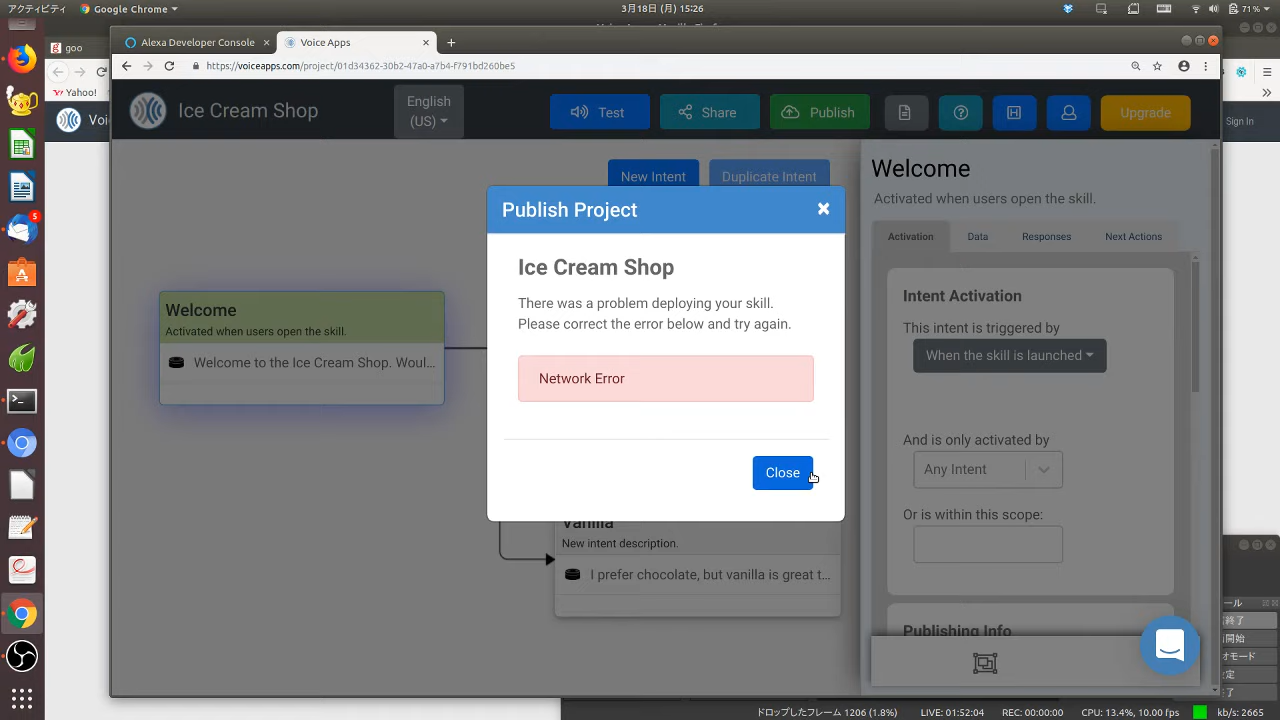 アクティビティ
Google Chrome
3月18日 (月) 15:26
71%
goo
Yahoo!
Alexa Developer Console
Voice Apps
https://voiceapps.com/project/01d34362-30b2-47a0-a7b4-f791bd260be5
Ice Cream Shop
English
(US)
Test
Share
Publish
Upgrade
Sign In
New Intent
Duplicate Intent
Welcome
Activated when users open the skill.
Activation
Data
Responses
Next Actions
Publish Project
×
Ice Cream Shop
There was a problem deploying your skill.
Please correct the error below and try again.
Network Error
Close
Welcome
Activated when users open the skill.
Welcome to the Ice Cream Shop. Woul...
Vanilla
New intent description.
I prefer chocolate, but vanilla is great t...
Intent Activation
This intent is triggered by
When the skill is launched
And is only activated by
Any Intent
Or is within this scope:
Publishing Info
5
ドロップしたフレーム 1206 (1.8%)
LIVE: 01:52:04
REC: 00:00:00
CPU: 13.4%, 10.00 fps
kb/s: 2665